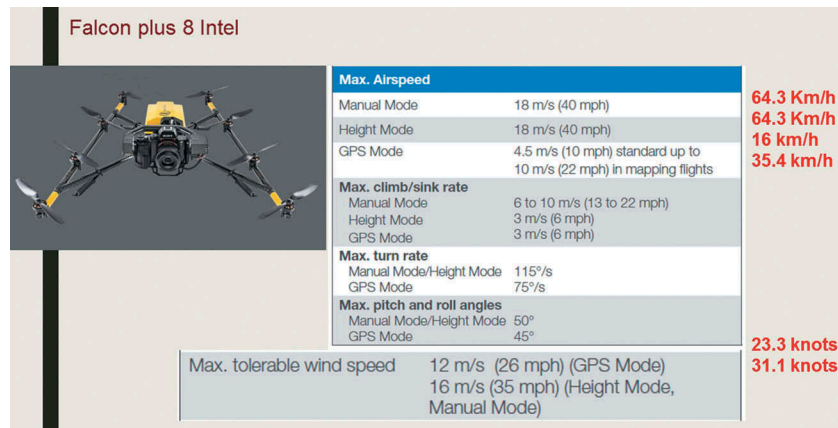 Falcon plus 8 Intel
Max. Airspeed
Manual Mode 18 m/s (40 mph) 64.3 Km/h
Height Mode 18 m/s (40 mph) 64.3 Km/h
GPS Mode 4.5 m/s (10 mph) standard up to 16 km/h
10 m/s (22 mph) in mapping flights 35.4 km/h
Max. climb/sink rate
Manual Mode 6 to 10 m/s (13 to 22 mph)
Height Mode 3 m/s (6 mph)
GPS Mode 3 m/s (6 mph)
Max. turn rate
Manual Mode/Height Mode 115°/s
GPS Mode 75°/s
Max. pitch and roll angles
Manual Mode/Height Mode 50°
GPS Mode 45°
Max. tolerable wind speed 12 m/s (26 mph) (GPS Mode) 23.3 knots
16 m/s (35 mph) (Height Mode, 31.1 knots
Manual Mode)